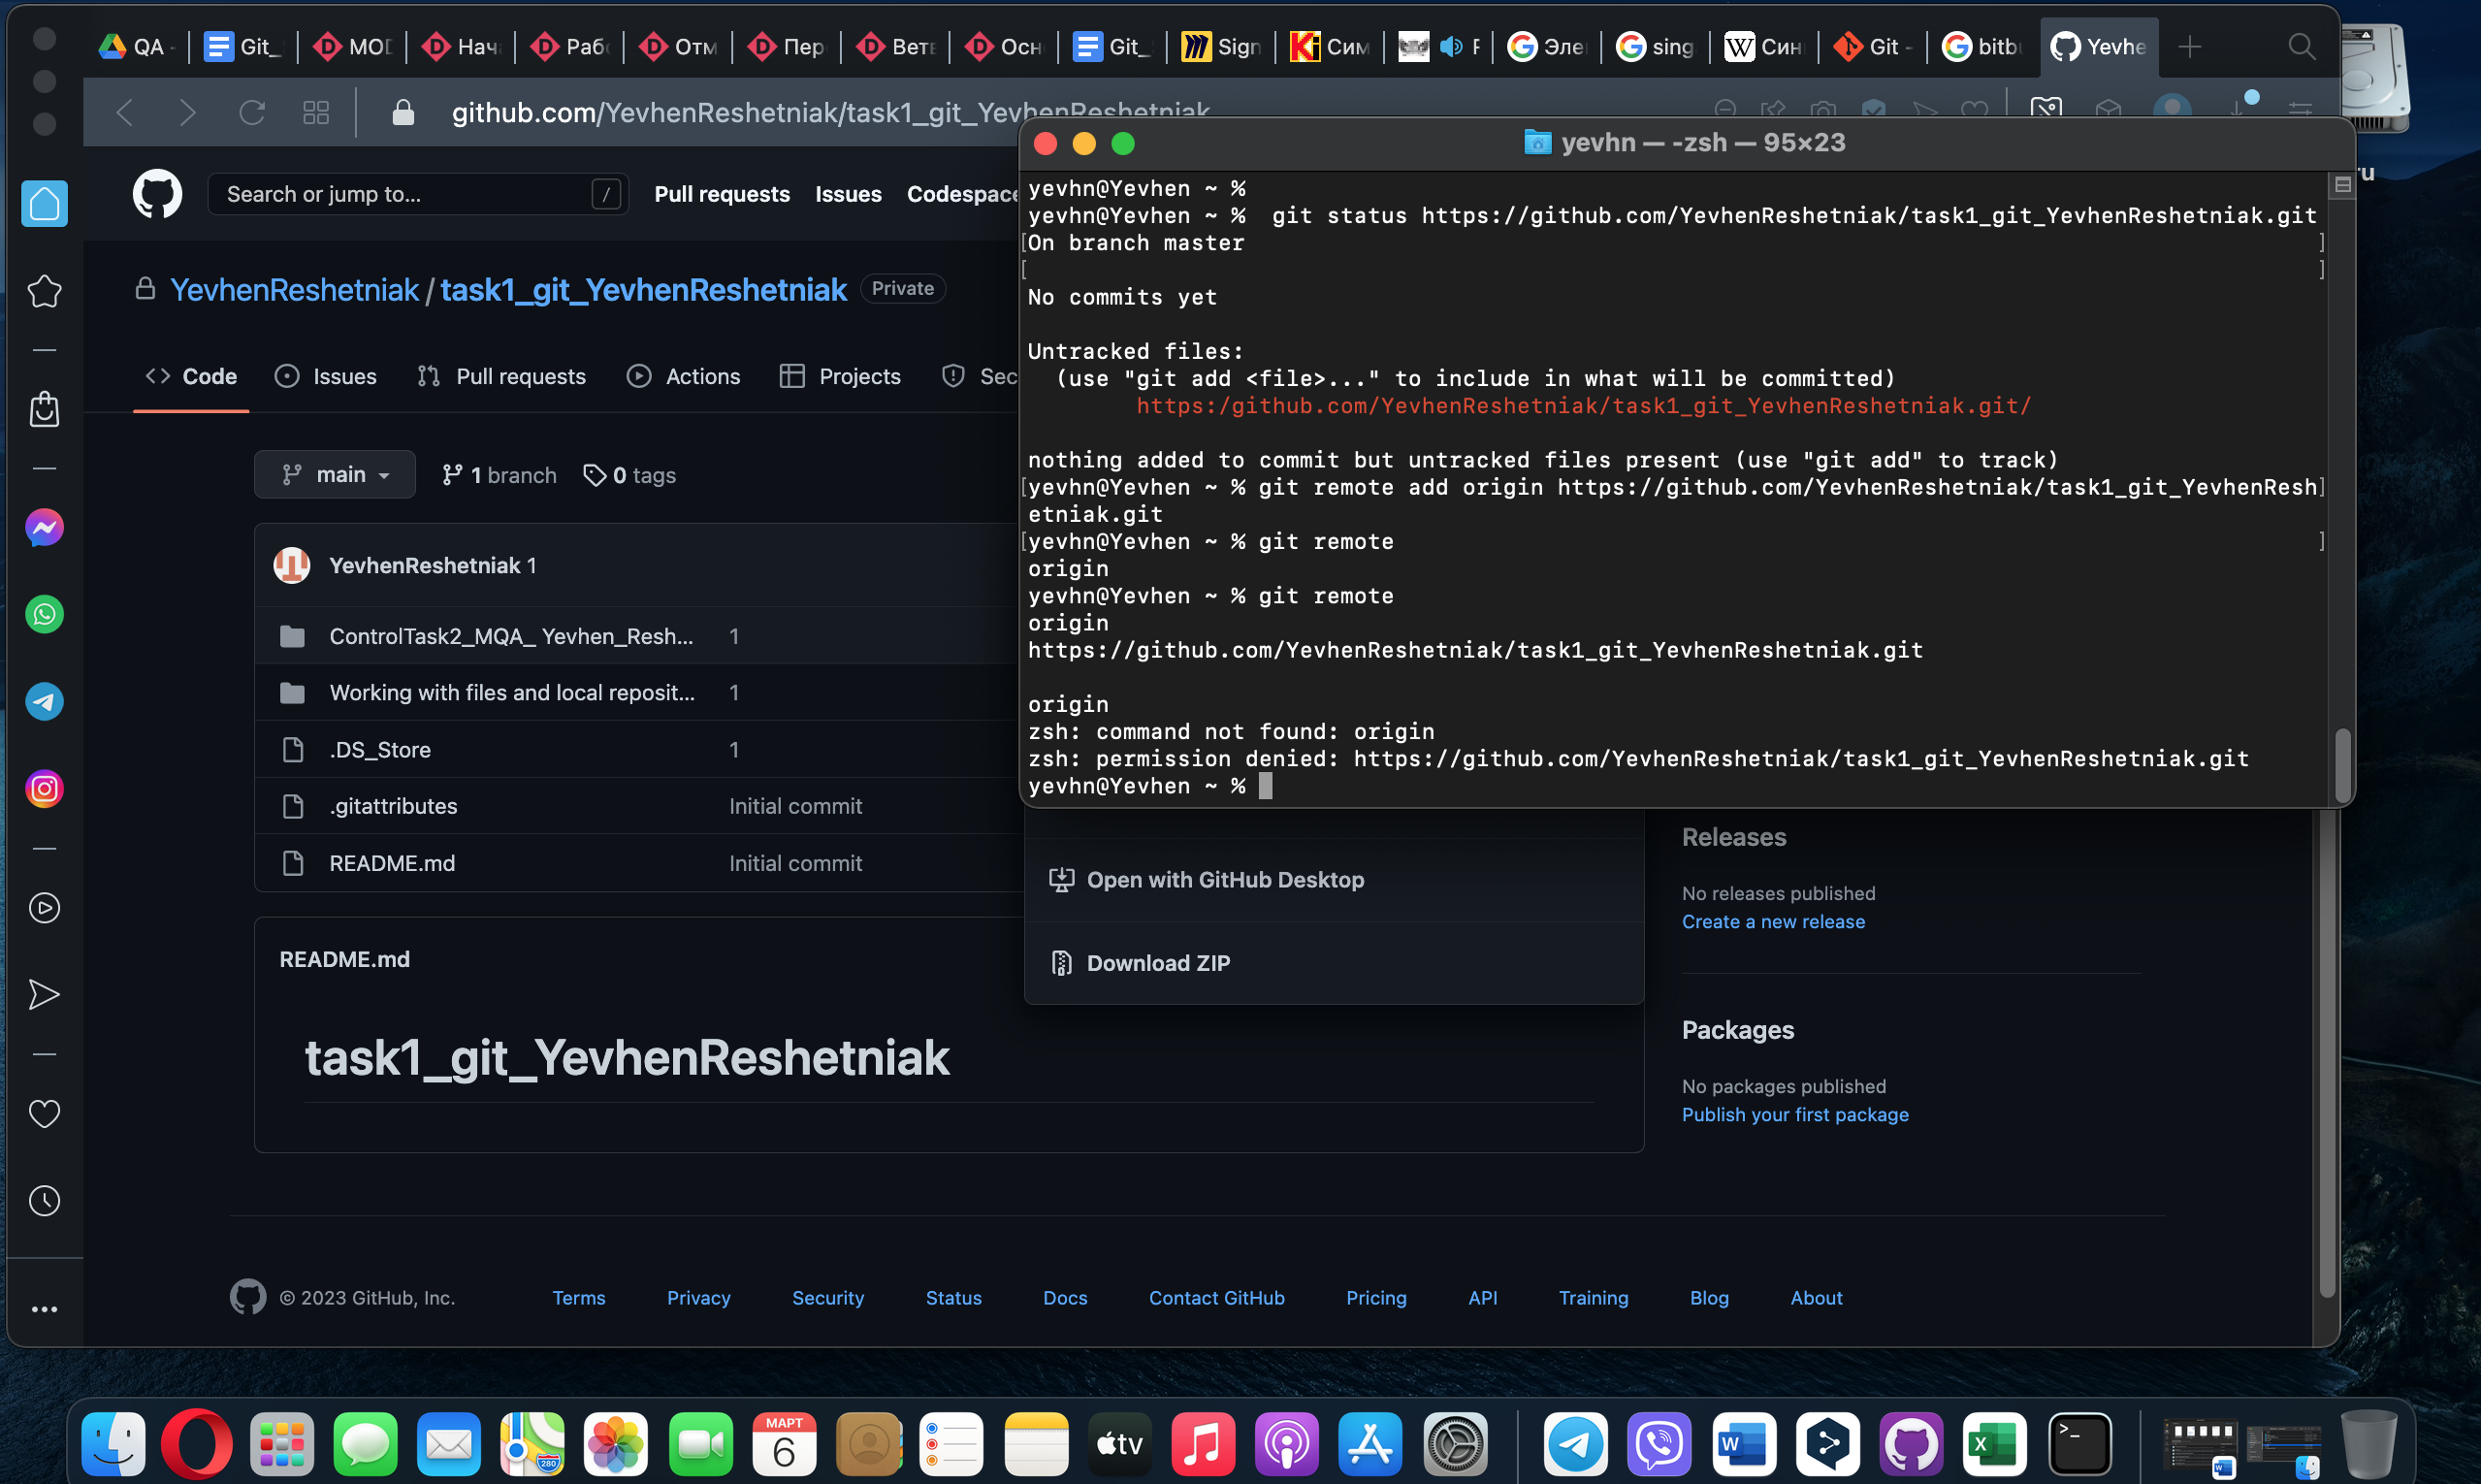 QA -
Git_
MOD
Нач
Раб
Отм
Пер
Ветв
Осн
Git_
Sign
Сим
F
Эле
sing
Син
Git -
bitbu
Yevhe
github.com/YevhenReshetniak/task1_git_YevhenReshetniak
Search or jump to...
/
Pull requests
Issues
Codespace
YevhenReshetniak / task1_git_YevhenReshetniak
Private
Code
Issues
Pull requests
Actions
Projects
Sec
main
1 branch
0 tags
YevhenReshetniak 1
ControlTask2_MQA_ Yevhen_Resh...
1
Working with files and local reposit...
1
.DS_Store
1
.gitattributes
Initial commit
README.md
Initial commit
README.md
task1_git_YevhenReshetniak
yevhn — -zsh — 95×23
yevhn@Yevhen ~ %
yevhn@Yevhen ~ %  git status https://github.com/YevhenReshetniak/task1_git_YevhenReshetniak.git
[On branch master ]
[ ]
No commits yet
Untracked files:
(use "git add <file>..." to include in what will be committed)
https:/github.com/YevhenReshetniak/task1_git_YevhenReshetniak.git/
nothing added to commit but untracked files present (use "git add" to track)
[yevhn@Yevhen ~ % git remote add origin https://github.com/YevhenReshetniak/task1_git_YevhenResh]
etniak.git
[yevhn@Yevhen ~ % git remote ]
origin
yevhn@Yevhen ~ % git remote
origin
https://github.com/YevhenReshetniak/task1_git_YevhenReshetniak.git
origin
zsh: command not found: origin
zsh: permission denied: https://github.com/YevhenReshetniak/task1_git_YevhenReshetniak.git
yevhn@Yevhen ~ %
ru
Open with GitHub Desktop
Download ZIP
Releases
No releases published
Create a new release
Packages
No packages published
Publish your first package
© 2023 GitHub, Inc.
Terms
Privacy
Security
Status
Docs
Contact GitHub
Pricing
API
Training
Blog
About
МАРТ
6
280
tv
W
X
>_